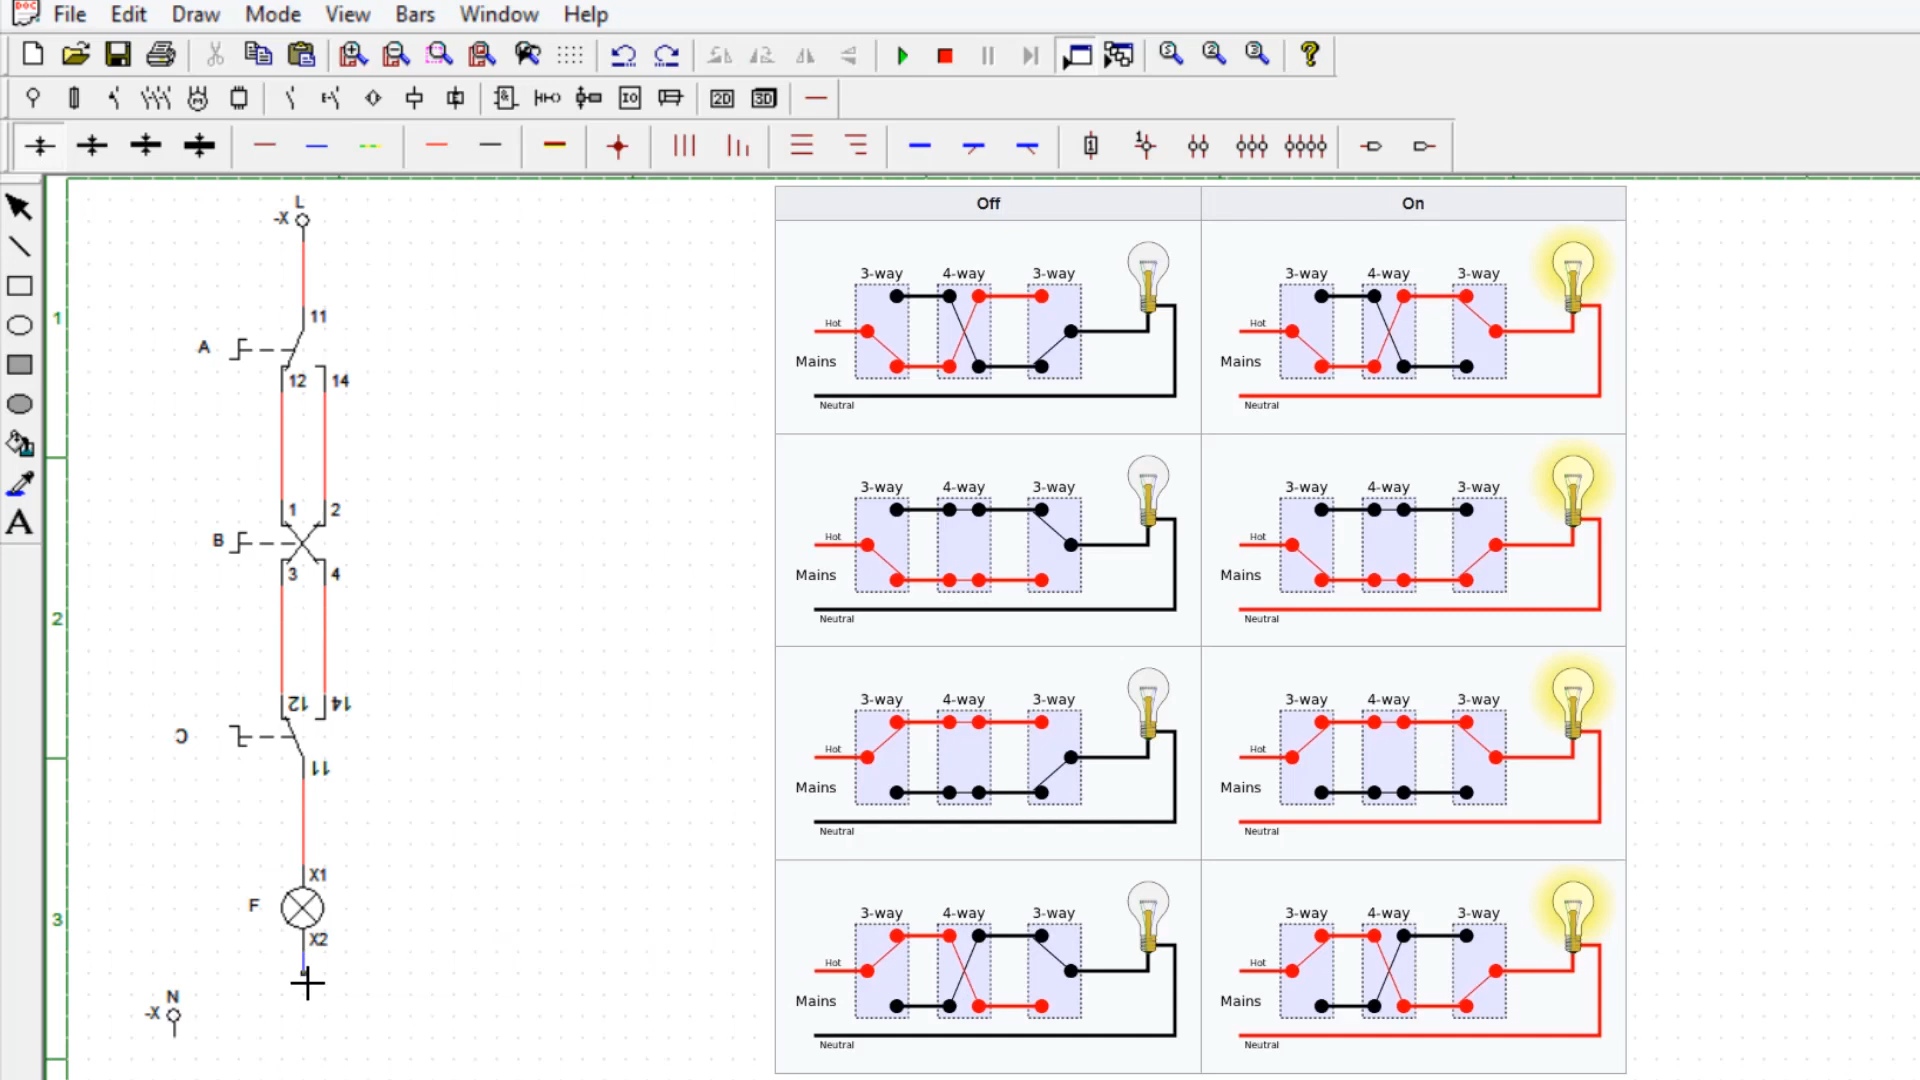 DOC
File Edit Draw Mode View Bars Window Help
L
-X
11
A
12 14
1 2
B
3 4
12 14
C
11
X1
F
X2
N
-X
1
2
3
Off On
3-way 4-way 3-way
Hot
Mains
Neutral
3-way 4-way 3-way
Hot
Mains
Neutral
3-way 4-way 3-way
Hot
Mains
Neutral
3-way 4-way 3-way
Hot
Mains
Neutral
3-way 4-way 3-way
Hot
Mains
Neutral
3-way 4-way 3-way
Hot
Mains
Neutral
3-way 4-way 3-way
Hot
Mains
Neutral
3-way 4-way 3-way
Hot
Mains
Neutral